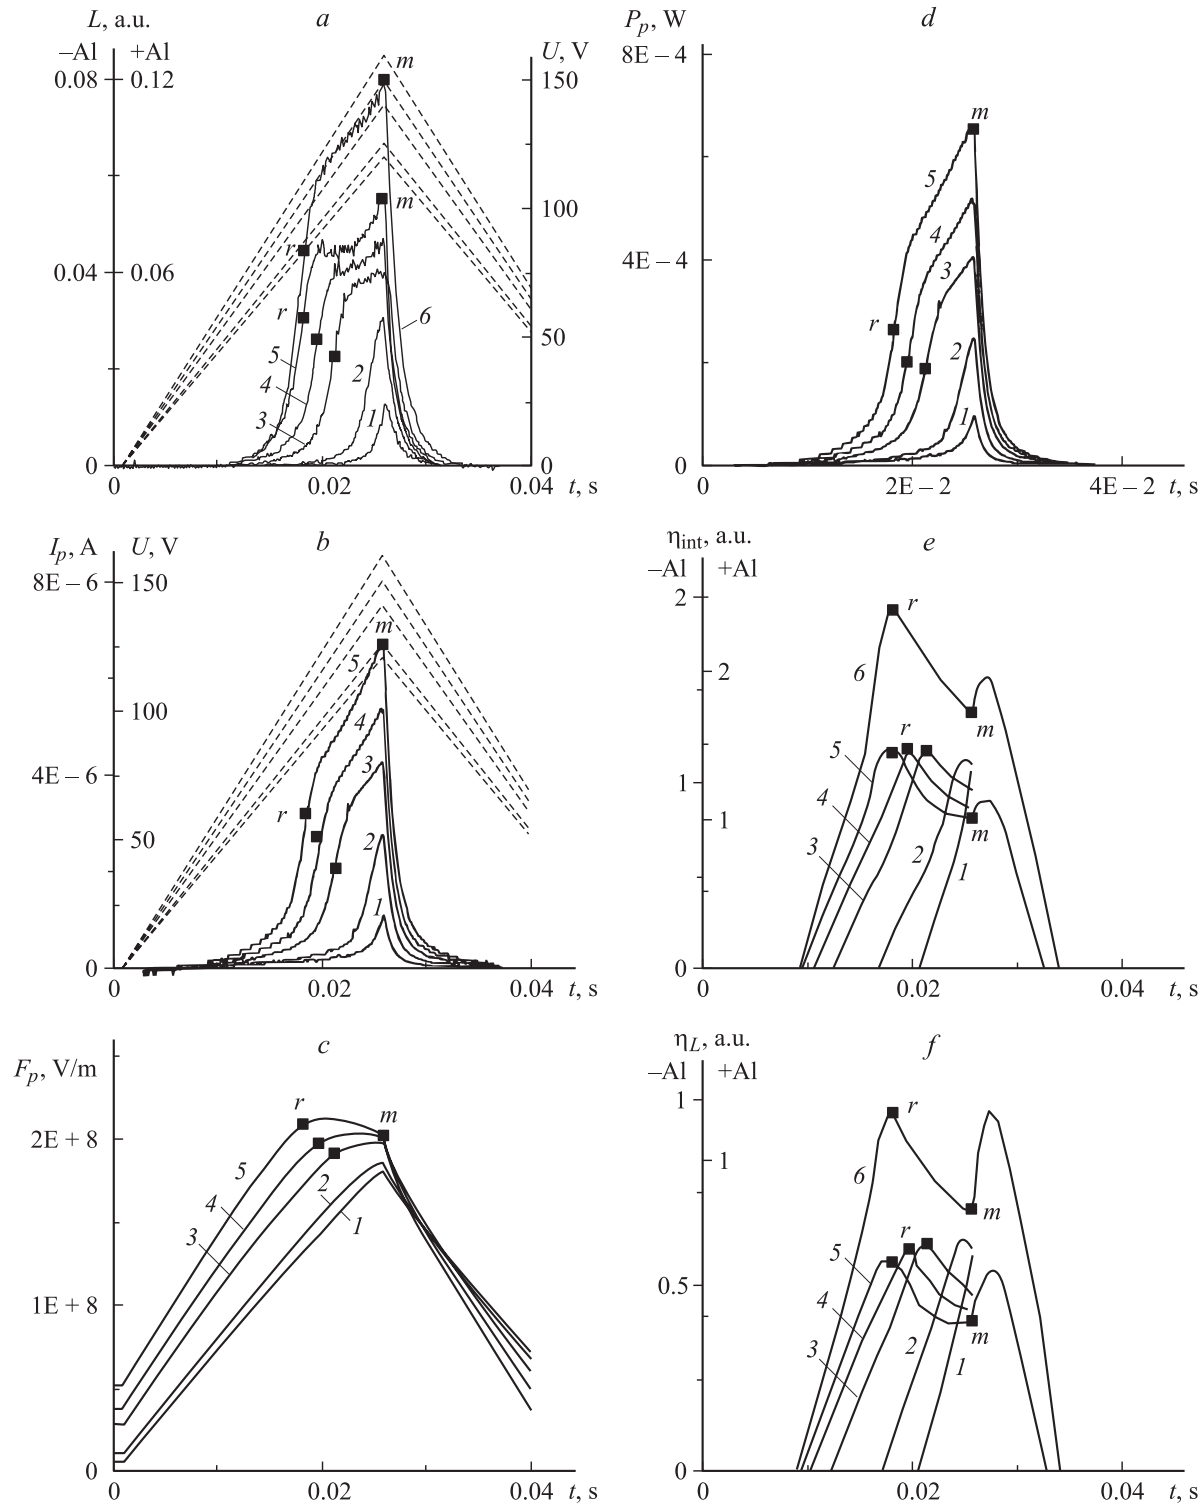 L, a.u.
a
–Al +Al
U, V
0.08 0.12
150
m
100
m
r
0.04 0.06
r
6
50
5
2
4
1
3
0
0
0 0.02 0.04 t, s
P_p, W
d
8E – 4
m
5
4
4E – 4
3
r
2
1
0
0 2E – 2 4E – 2 t, s
I_p, A U, V
b
8E – 6 150
m
5
100
4
4E – 6
3
r
50
2
1
0
0 0.02 0.04 t, s
η_int, a.u.
e
–Al +Al
2
r
6
2
m
5
r
1
4
1
m
3
2
1
0
0 0.02 0.04 t, s
c
F_p, V/m
r
m
2E + 8
5
2
4
3
1
1E + 8
0
0 0.02 0.04 t, s
η_L, a.u.
f
–Al +Al
1
r
1
6
m
r
5
0.5
4
m
3
2
1
0
0 0.02 0.04 t, s